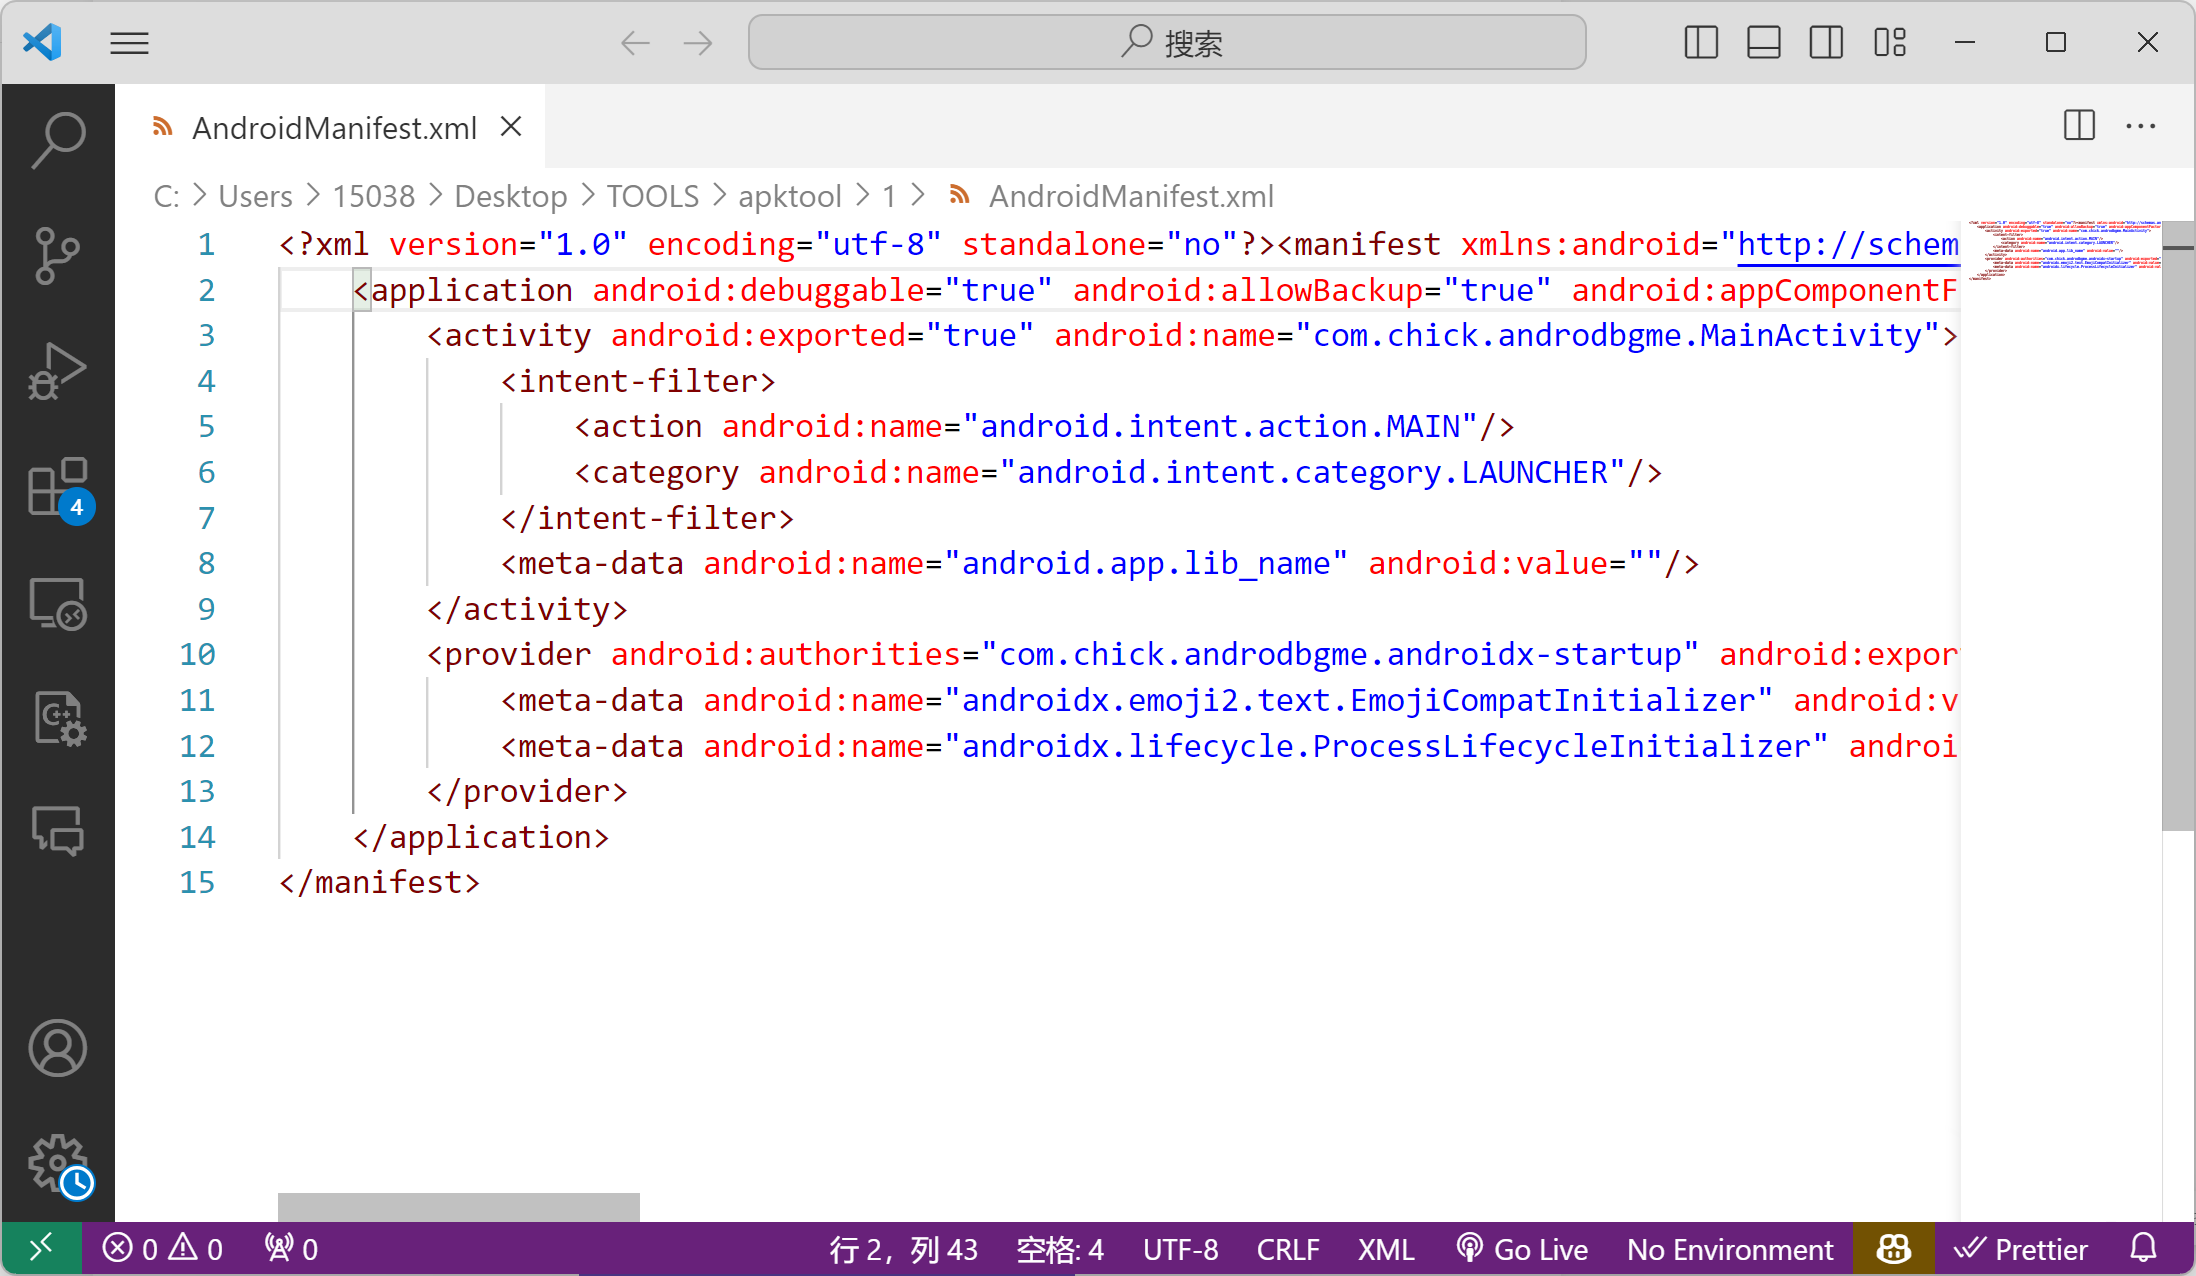 搜索
AndroidManifest.xml
C: > Users > 15038 > Desktop > TOOLS > apktool > 1 > AndroidManifest.xml
1 <?xml version="1.0" encoding="utf-8" standalone="no"?><manifest xmlns:android="http://schem
2 <application android:debuggable="true" android:allowBackup="true" android:appComponentF
3 <activity android:exported="true" android:name="com.chick.androdbgme.MainActivity">
4 <intent-filter>
5 <action android:name="android.intent.action.MAIN"/>
6 <category android:name="android.intent.category.LAUNCHER"/>
7 </intent-filter>
8 <meta-data android:name="android.app.lib_name" android:value=""/>
9 </activity>
10 <provider android:authorities="com.chick.androdbgme.androidx-startup" android:expor
11 <meta-data android:name="androidx.emoji2.text.EmojiCompatInitializer" android:v
12 <meta-data android:name="androidx.lifecycle.ProcessLifecycleInitializer" androi
13 </provider>
14 </application>
15 </manifest>
4
0 0 0 行 2，列 43 空格: 4 UTF-8 CRLF XML Go Live No Environment Prettier